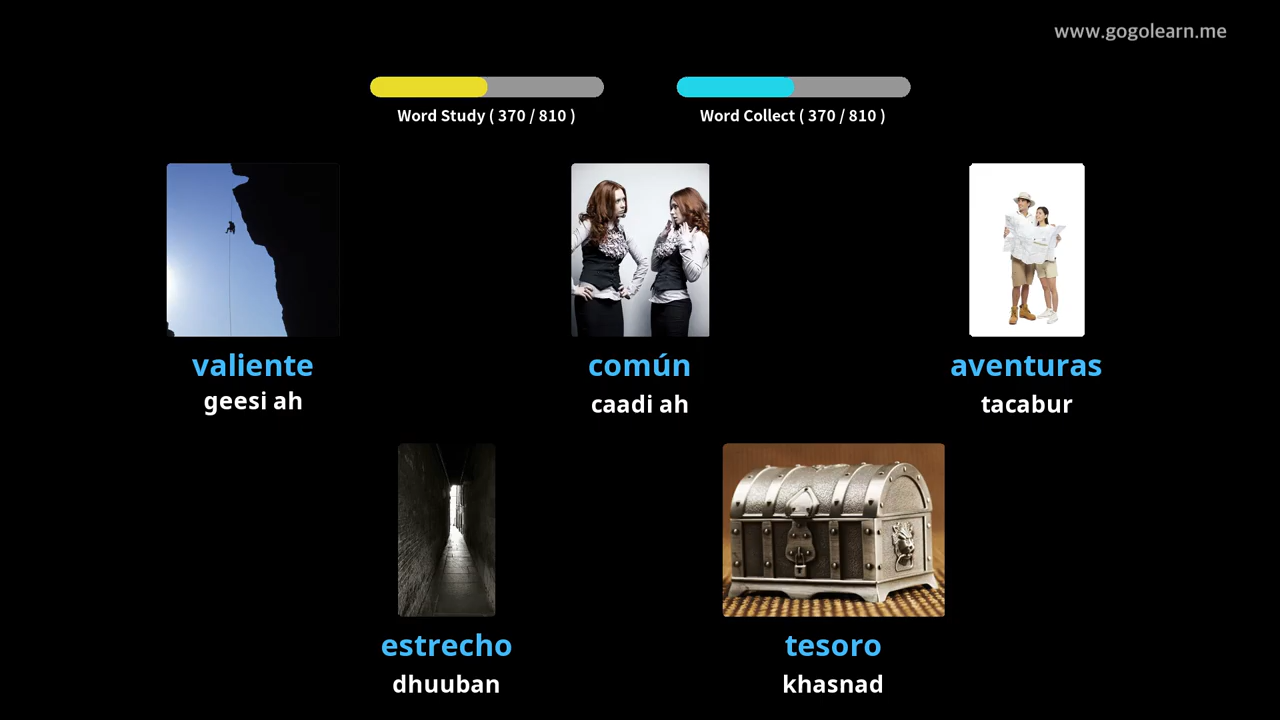 www.gogolearn.me
Word Study ( 370 / 810 )
Word Collect ( 370 / 810 )
valiente
geesi ah
común
caadi ah
aventuras
tacabur
estrecho
dhuuban
tesoro
khasnad